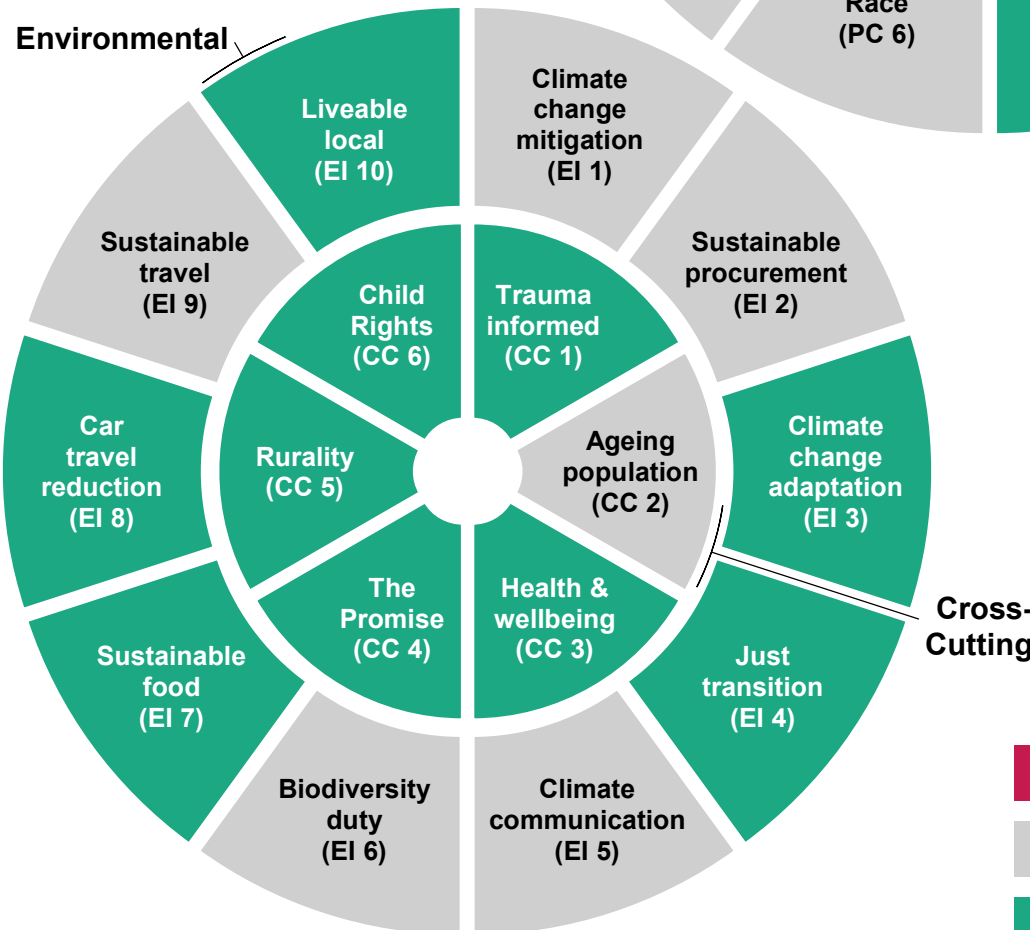 Environmental
Race
(PC 6)
Liveable
local
(EI 10)
Climate
change
mitigation
(EI 1)
Sustainable
travel
(EI 9)
Sustainable
procurement
(EI 2)
Child
Rights
(CC 6)
Trauma
informed
(CC 1)
Car
travel
reduction
(EI 8)
Rurality
(CC 5)
Ageing
population
(CC 2)
Climate
change
adaptation
(EI 3)
The
Promise
(CC 4)
Health &
wellbeing
(CC 3)
Cross-
Cutting
Sustainable
food
(EI 7)
Just
transition
(EI 4)
Biodiversity
duty
(EI 6)
Climate
communication
(EI 5)